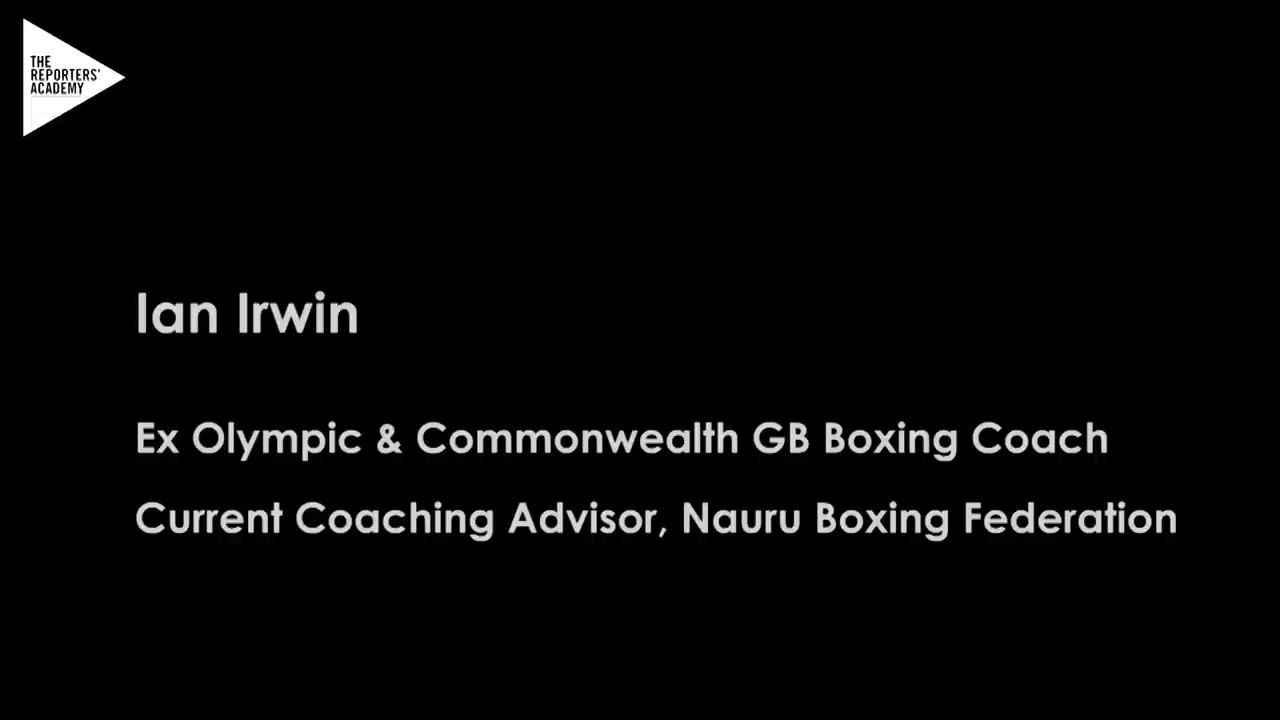 THE
REPORTERS'
ACADEMY
Ian Irwin
Ex Olympic & Commonwealth GB Boxing Coach
Current Coaching Advisor, Nauru Boxing Federation